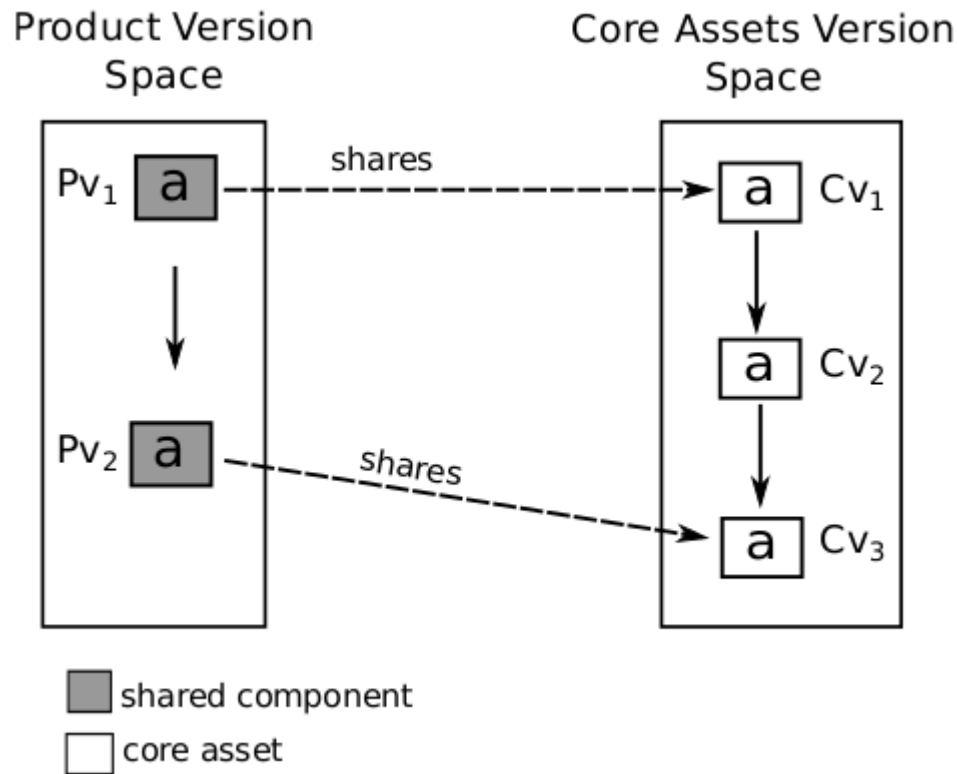 Product Version
Space
Core Assets Version
Space
Pv₁
a
shares
a
Cv₁
a
Cv₂
Pv₂
a
shares
a
Cv₃
shared component
core asset